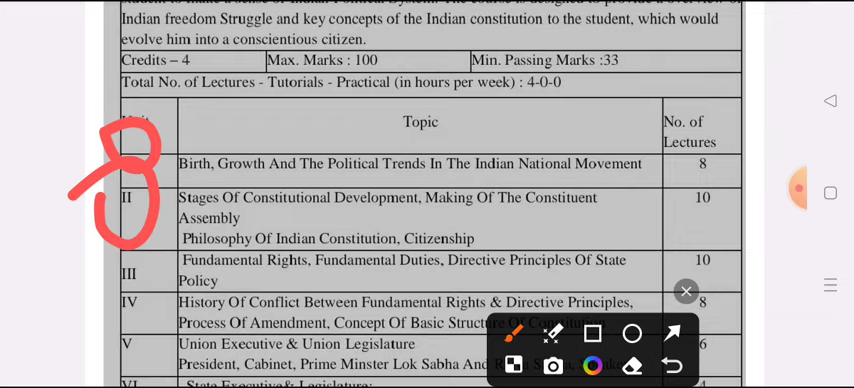 Indian freedom Struggle and key concepts of the Indian constitution to the student, which would
evolve him into a conscientious citizen.
Credits – 4 Max. Marks : 100 Min. Passing Marks :33
Total No. of Lectures - Tutorials - Practical (in hours per week) : 4-0-0
Unit Topic No. of
Lectures
Birth, Growth And The Political Trends In The Indian National Movement 8
II Stages Of Constitutional Development, Making Of The Constituent 10
Assembly
Philosophy Of Indian Constitution, Citizenship
Fundamental Rights, Fundamental Duties, Directive Principles Of State 10
III Policy
IV History Of Conflict Between Fundamental Rights & Directive Principles, 8
Process Of Amendment, Concept Of Basic Structure Of Constitution
V Union Executive & Union Legislature 6
President, Cabinet, Prime Minster Lok Sabha And
State Executive& Legislature: